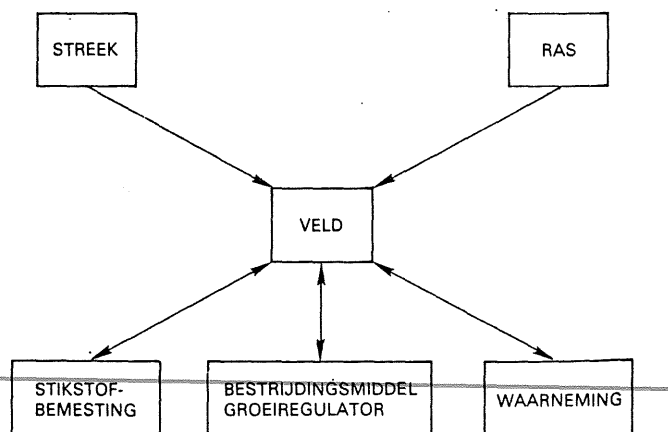 STREEK
RAS
VELD
STIKSTOF-
BEMESTING
BESTRIJDINGSMIDDEL
GROEIREGULATOR
WAARNEMING